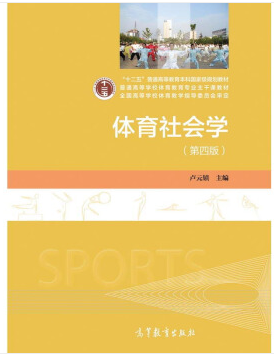 “十二五”普通高等教育本科国家级规划教材
普通高等学校体育教育专业主干课教材
全国高等学校体育教学指导委员会审定
体育社会学
（第四版）
卢元镇 主编
SPORTS
高等教育出版社